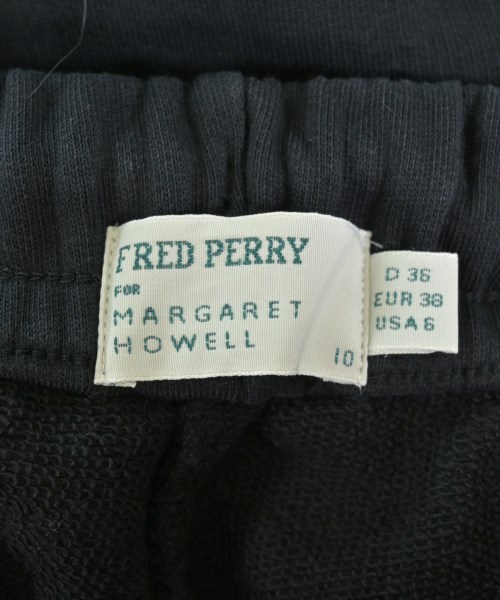 FRED PERRY
FOR
MARGARET
HOWELL
10
D 36
EUR 38
USA 6